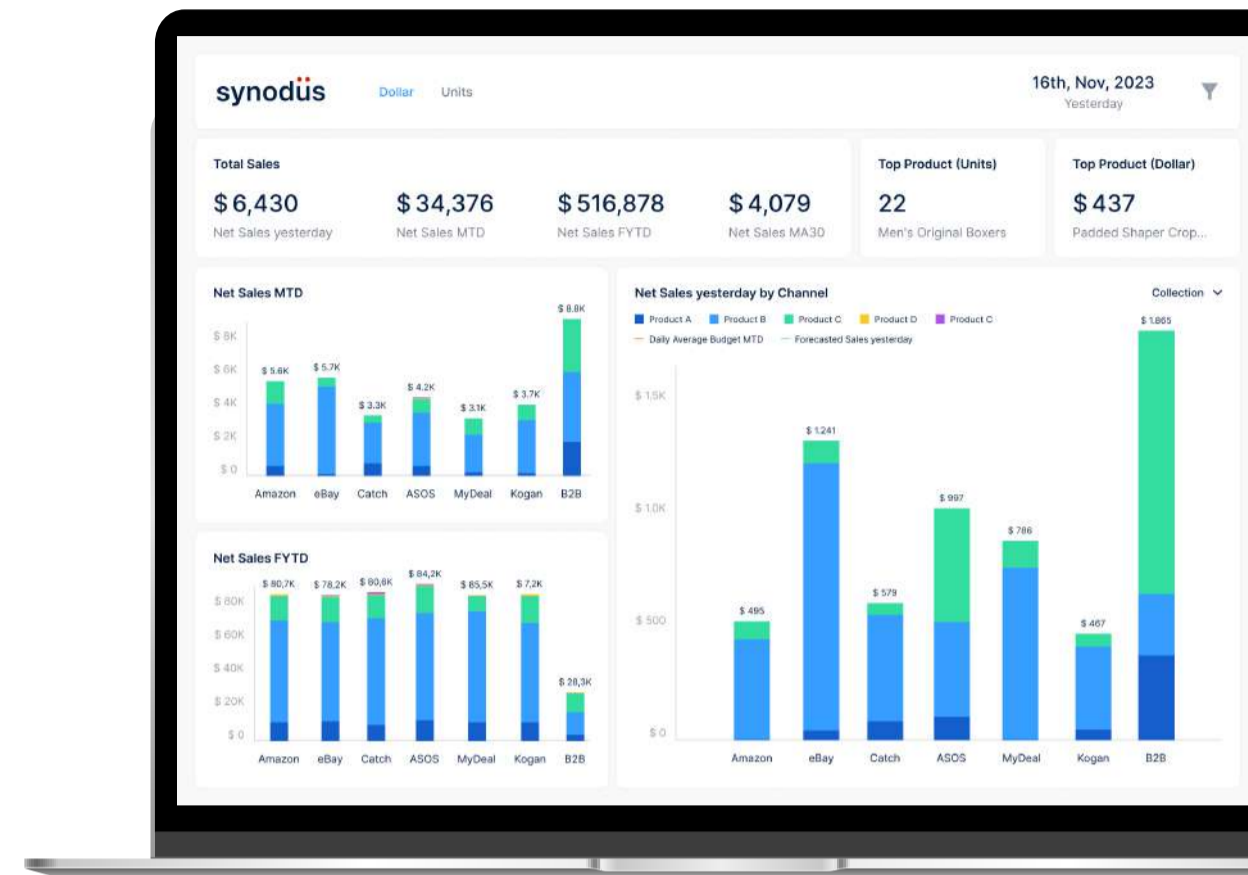 synodüs
Dollar Units
16th, Nov, 2023
Yesterday
Total Sales
$ 6,430
Net Sales yesterday
$ 34,376
Net Sales MTD
$ 516,878
Net Sales FYTD
$ 4,079
Net Sales MA30
Top Product (Units)
22
Men's Original Boxers
Top Product (Dollar)
$ 437
Padded Shaper Crop...
Net Sales MTD
$ 8.8K
$ 8K
$ 6K
$ 5.6K
$ 5.7K
$ 4K
$ 3.3K
$ 4.2K
$ 3.1K
$ 3.7K
$ 2K
$ 0
Amazon eBay Catch ASOS MyDeal Kogan B2B
Net Sales FYTD
$ 80,7K
$ 78,2K
$ 80,8K
$ 84,2K
$ 85,5K
$ 7,2K
$ 28,3K
$ 80K
$ 60K
$ 40K
$ 20K
$ 0
Amazon eBay Catch ASOS MyDeal Kogan B2B
Net Sales yesterday by Channel
Collection
Product A Product B Product C Product D Product C
Daily Average Budget MTD Forecasted Sales yesterday
$ 1.865
$ 1.5K
$ 1.241
$ 1.0K
$ 997
$ 786
$ 579
$ 495
$ 500
$ 467
$ 0
Amazon eBay Catch ASOS MyDeal Kogan B2B